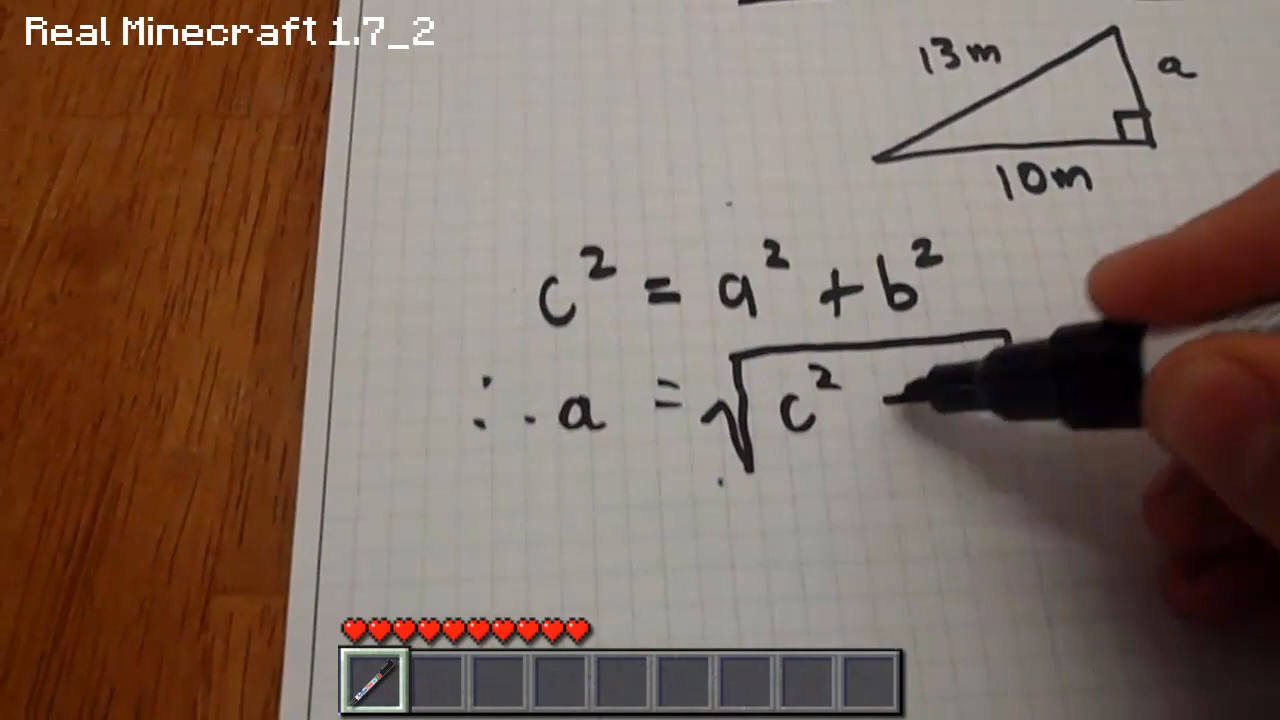 Real Minecraft 1.7_2
13m
a
10m
c² = a² + b²
∴ a = √c² -